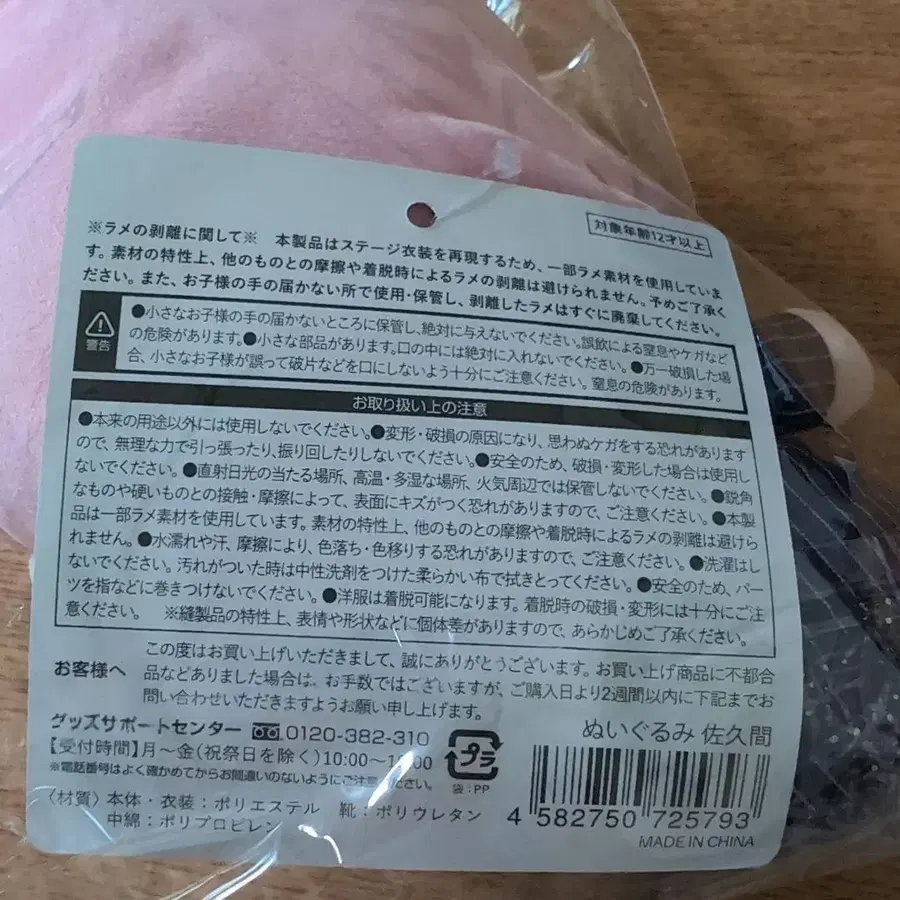 対象年齢12才以上
※ラメの剥離に関して※ 本製品はステージ衣装を再現するため、一部ラメ素材を使用していま
す。素材の特性上、他のものとの摩擦や着脱時によるラメの剥離は避けられません。予めご了承く
ださい。また、お子様の手の届かない所で使用・保管し、剥離したラメはすぐに廃棄してください。
警告
●小さなお子様の手の届かないところに保管し、絶対に与えないでください。誤飲による窒息やケガなど
の危険があります。●小さな部品があります。口の中には絶対に入れないでください。●万一破損した場
合、小さなお子様が誤って破片などを口にしないよう十分にご注意ください。窒息の危険があります。
お取り扱い上の注意
●本来の用途以外には使用しないでください。●変形・破損の原因になり、思わぬケガをする恐れがあります
ので、無理な力で引っ張ったり、振り回したりしないでください。●安全のため、破損・変形した場合は使用し
ないでください。●直射日光の当たる場所、高温・多湿な場所、火気周辺では保管しないでください。●鋭角
なものや硬いものとの接触・摩擦によって、表面にキズがつく恐れがありますので、ご注意ください。●本製
品は一部ラメ素材を使用しています。素材の特性上、他のものとの摩擦や着脱時によるラメの剥離は避けら
れません。●水濡れや汗、摩擦により、色落ち・色移りする恐れがありますので、ご注意ください。●洗濯はし
ないでください。汚れがついた時は中性洗剤をつけた柔らかい布で拭きとってください。●安全のため、パー
ツを指などに巻きつけないでください。●洋服は着脱可能になります。着脱時の破損・変形には十分にご注
意ください。 ※縫製品の特性上、表情や形状などに個体差がありますので、あらかじめご了承ください。
お客様へ
この度はお買い上げいただきまして、誠にありがとうございます。お買い上げ商品に不都合
品などありました場合は、お手数ではございますが、ご購入日より2週間以内に下記までお
問い合わせいただきますようお願い申し上げます。
グッズサポートセンター 0120-382-310
【受付時間】月〜金(祝祭日を除く)10:00〜1:00
※電話番号はよく確かめてからお間違いのないようにご注意ください。
プラ
袋:PP
〈材質〉本体・衣装:ポリエステル 靴:ポリウレタン
中綿:ポリプロピレン
ぬいぐるみ 佐久間
4 582750 725793
MADE IN CHINA